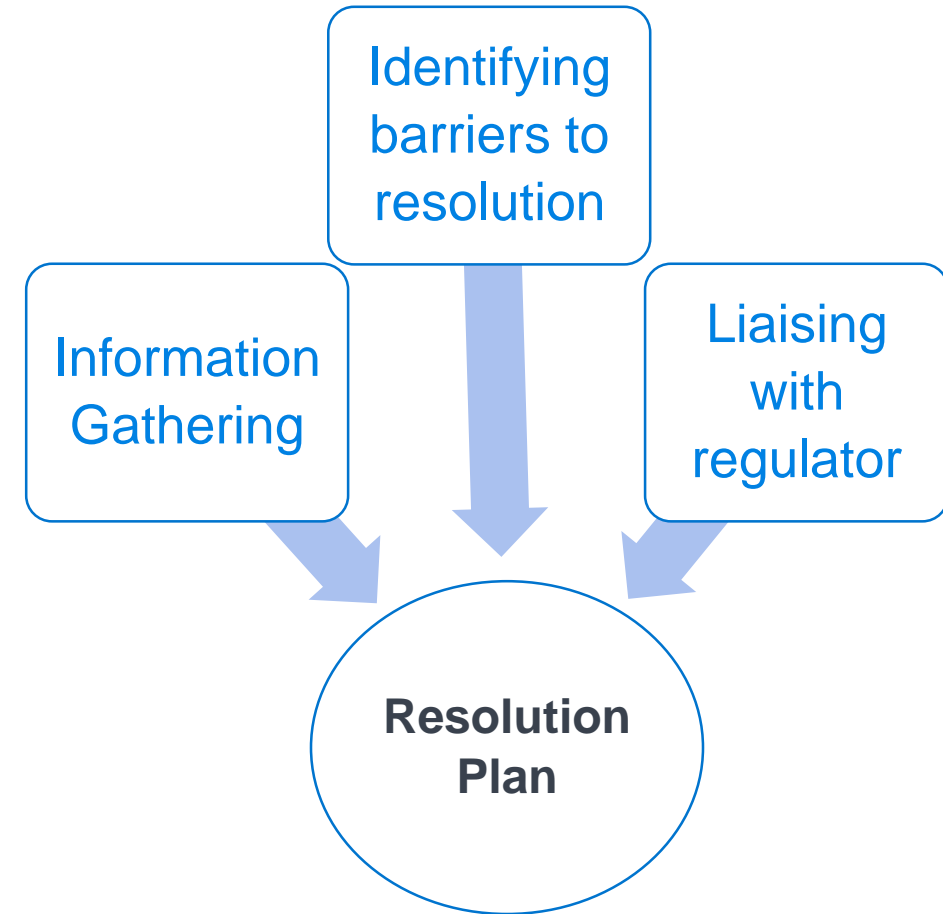 Identifying
barriers to
resolution
Information
Gathering
Liaising
with
regulator
Resolution
Plan